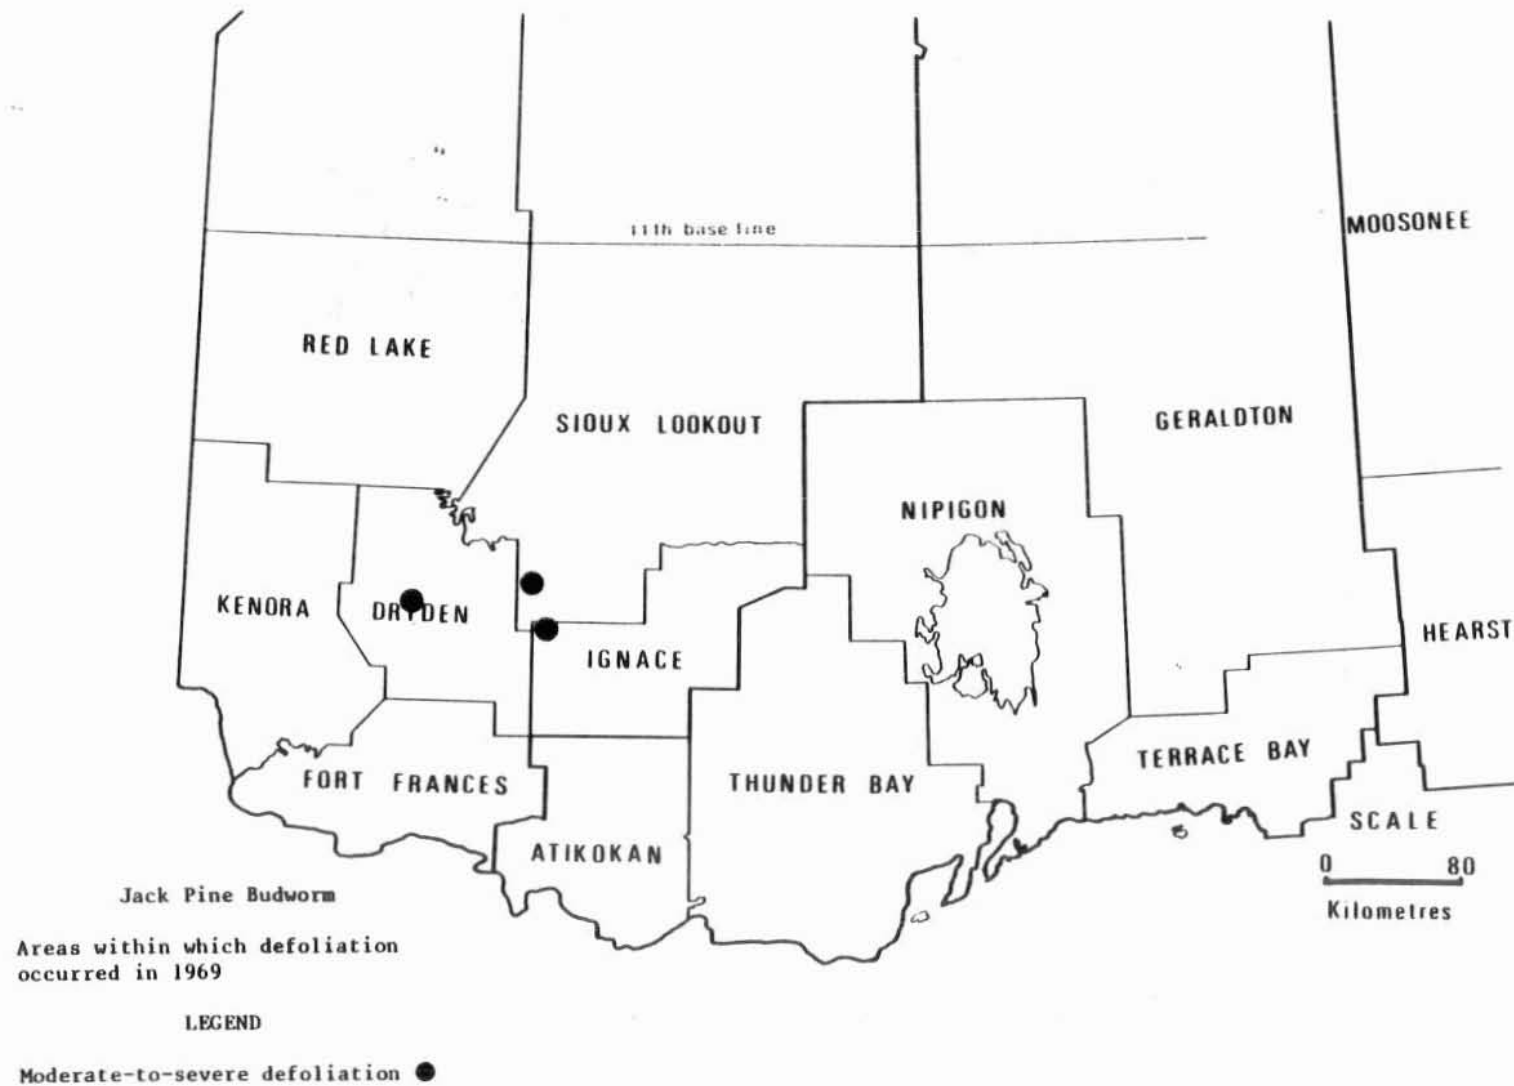 11th base line
MOOSONEE
RED LAKE
SIOUX LOOKOUT
GERALDTON
NIPIGON
KENORA
DRYDEN
HEARST
IGNACE
TERRACE BAY
FORT FRANCES
THUNDER BAY
SCALE
ATIKOKAN
0 80
Kilometres
Jack Pine Budworm
Areas within which defoliation
occurred in 1969
LEGEND
Moderate-to-severe defoliation